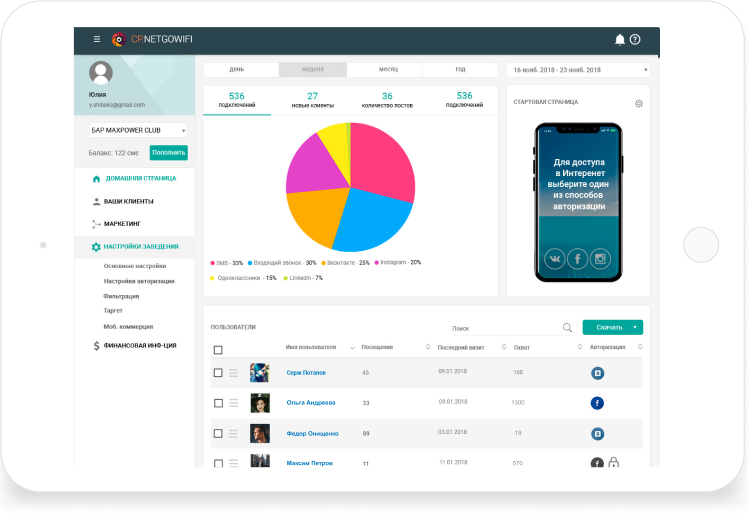 CP.NETGOWIFI
Юлия
y.shibeko@gmail.com
БАР MAXPOWER CLUB
Баланс: 122 смс
Пополнить
ДОМАШНЯЯ СТРАНИЦА
ВАШИ КЛИЕНТЫ
МАРКЕТИНГ
НАСТРОЙКИ ЗАВЕДЕНИЯ
Основные настройки
Настройки авторизации
Фильтрация
Таргет
Моб. коммерция
ФИНАНСОВАЯ ИНФ-ЦИЯ
день неделя месяц год
16 нояб. 2018 - 23 нояб. 2018
536 27 36 536
подключений новые клиенты количество постов подключений
SMS - 33% Входящий звонок - 30% Вконтакте - 25% Instagram - 20%
Одноклассники - 15% Linkedin - 7%
СТАРТОВАЯ СТРАНИЦА
Для доступа
в Интеренет
выберите один
из способов
авторизации
ПОЛЬЗОВАТЕЛИ Поиск Скачать
Имя пользователя Посещения Последний визит Охват Авторизация
Серж Потапов 45 09.01.2018 160
Ольга Андреева 33 09.01.2018 1300
Федор Онищенко 89 03.01.2018 13
Максим Петров 11 11.01.2018 570